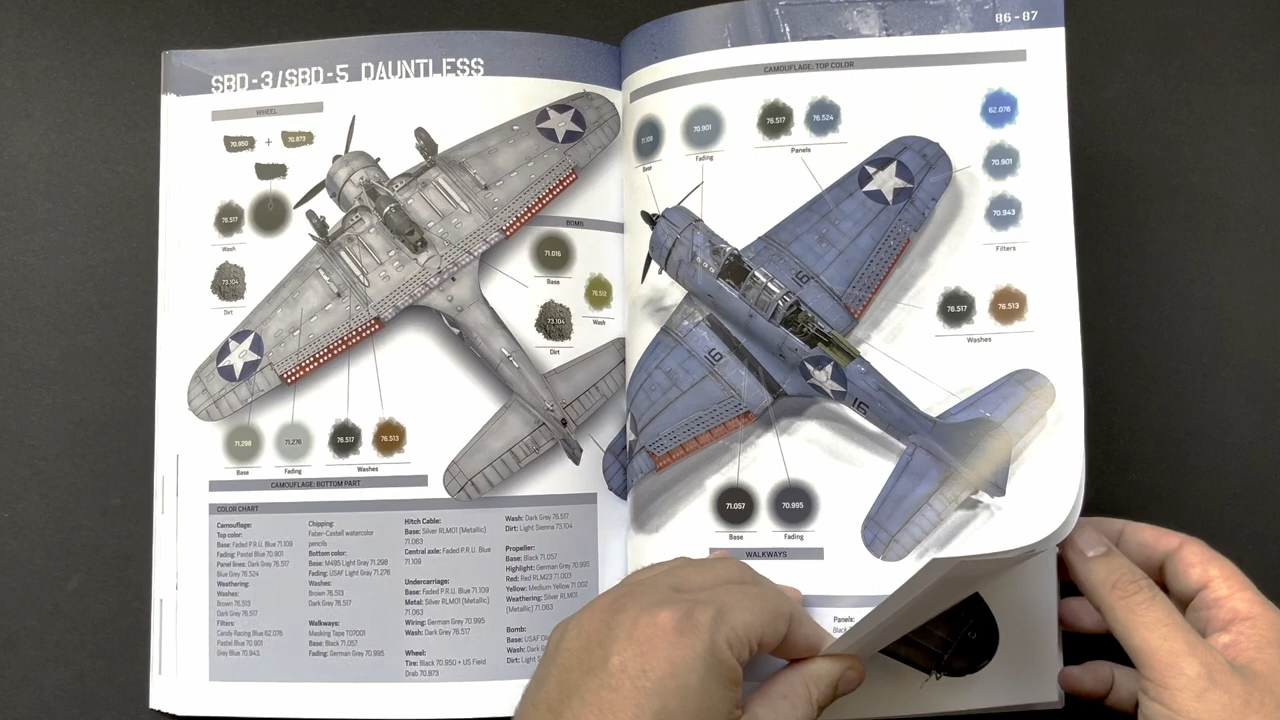 SBD-3/SBD-5 DAUNTLESS
WHEEL
70.950 + 70.873
76.517
Wash
73.104
Dirt
BOMB
71.016
Base
76.512
Wash
73.104
Dirt
71.298
Base
71.276
Fading
76.517
76.513
Washes
CAMOUFLAGE: BOTTOM PART
COLOR CHART
Camouflage:
Top color:
Base: Faded P.R.U. Blue 71.109
Fading: Pastel Blue 70.901
Panel lines: Dark Grey 76.517
Blue Grey 76.524
Weathering:
Washes:
Brown 76.513
Dark Grey 76.517
Filters:
Candy Racing Blue 62.076
Pastel Blue 70.901
Grey Blue 70.943.
Chipping:
Faber-Castell watercolor
pencils
Bottom color:
Base: M495 Light Gray 71.298
Fading: USAF Light Gray 71.276
Washes:
Brown 76.513
Dark Grey 76.517
Walkways:
Masking Tape T07001
Base: Black 71.057
Fading: German Grey 70.995
Hitch Cable:
Base: Silver RLM01 (Metallic)
71.063
Central axle: Faded P.R.U. Blue
71.109
Undercarriage:
Base: Faded P.R.U. Blue 71.109
Metal: Silver RLM01 (Metallic)
71.063
Wiring: German Grey 70.995
Wash: Dark Grey 76.517
Wheel:
Tire: Black 70.950 + US Field
Drab 70.873
Wash: Dark Grey 76.517
Dirt: Light Sienna 73.104
Propeller:
Base: Black 71.057
Highlight: German Grey 70.995
Red: Red RLM23 71.003
Yellow: Medium Yellow 71.002
Weathering: Silver RLM01
(Metallic) 71.063
Bomb:
Base: USAF
Wash:
Dirt: Light
86-87
CAMOUFLAGE: TOP COLOR
71.109
Base
70.901
Fading
76.517
76.524
Panels
62.076
70.901
70.943
Filters
76.517
76.513
Washes
16
16
16
71.057
Base
70.995
Fading
WALKWAYS
Panels: